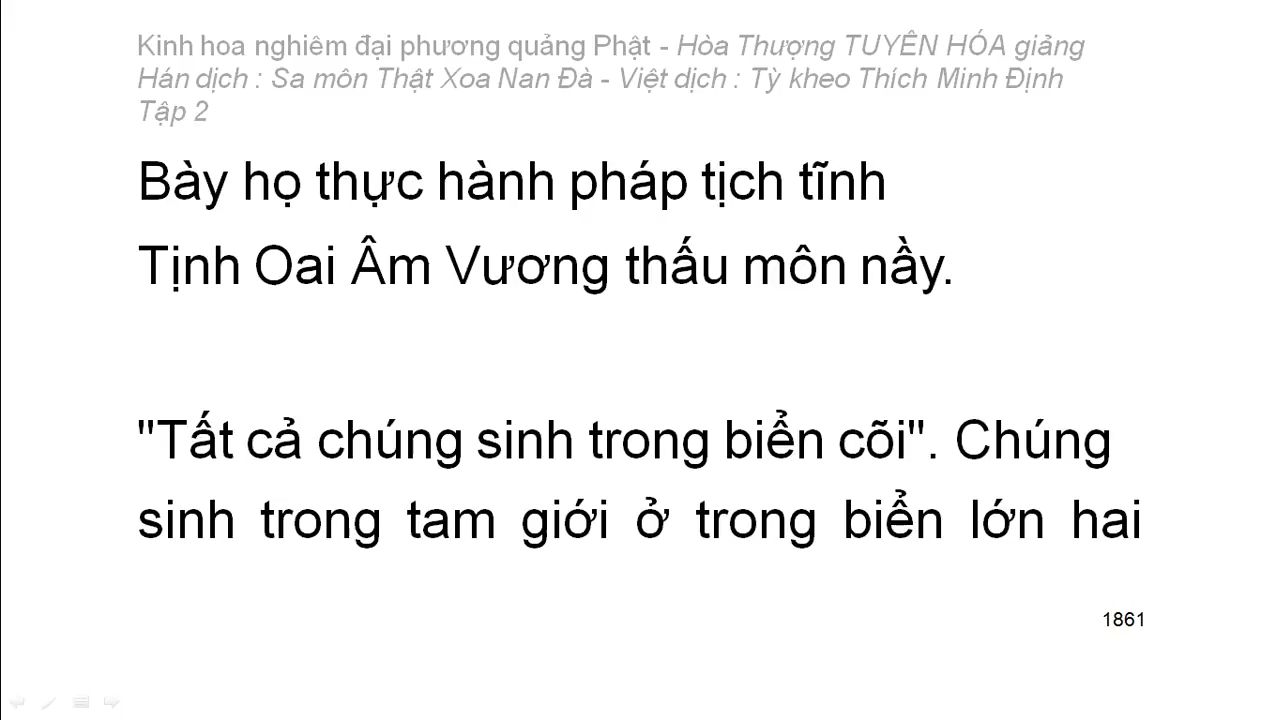 Kinh hoa nghiêm đại phương quảng Phật - Hòa Thượng TUYÊN HÓA giảng
Hán dịch : Sa môn Thật Xoa Nan Đà - Việt dịch : Tỳ kheo Thích Minh Định
Tập 2
Bày họ thực hành pháp tịch tĩnh
Tịnh Oai Âm Vương thấu môn nầy.
"Tất cả chúng sinh trong biển cõi". Chúng
sinh trong tam giới ở trong biển lớn hai
1861